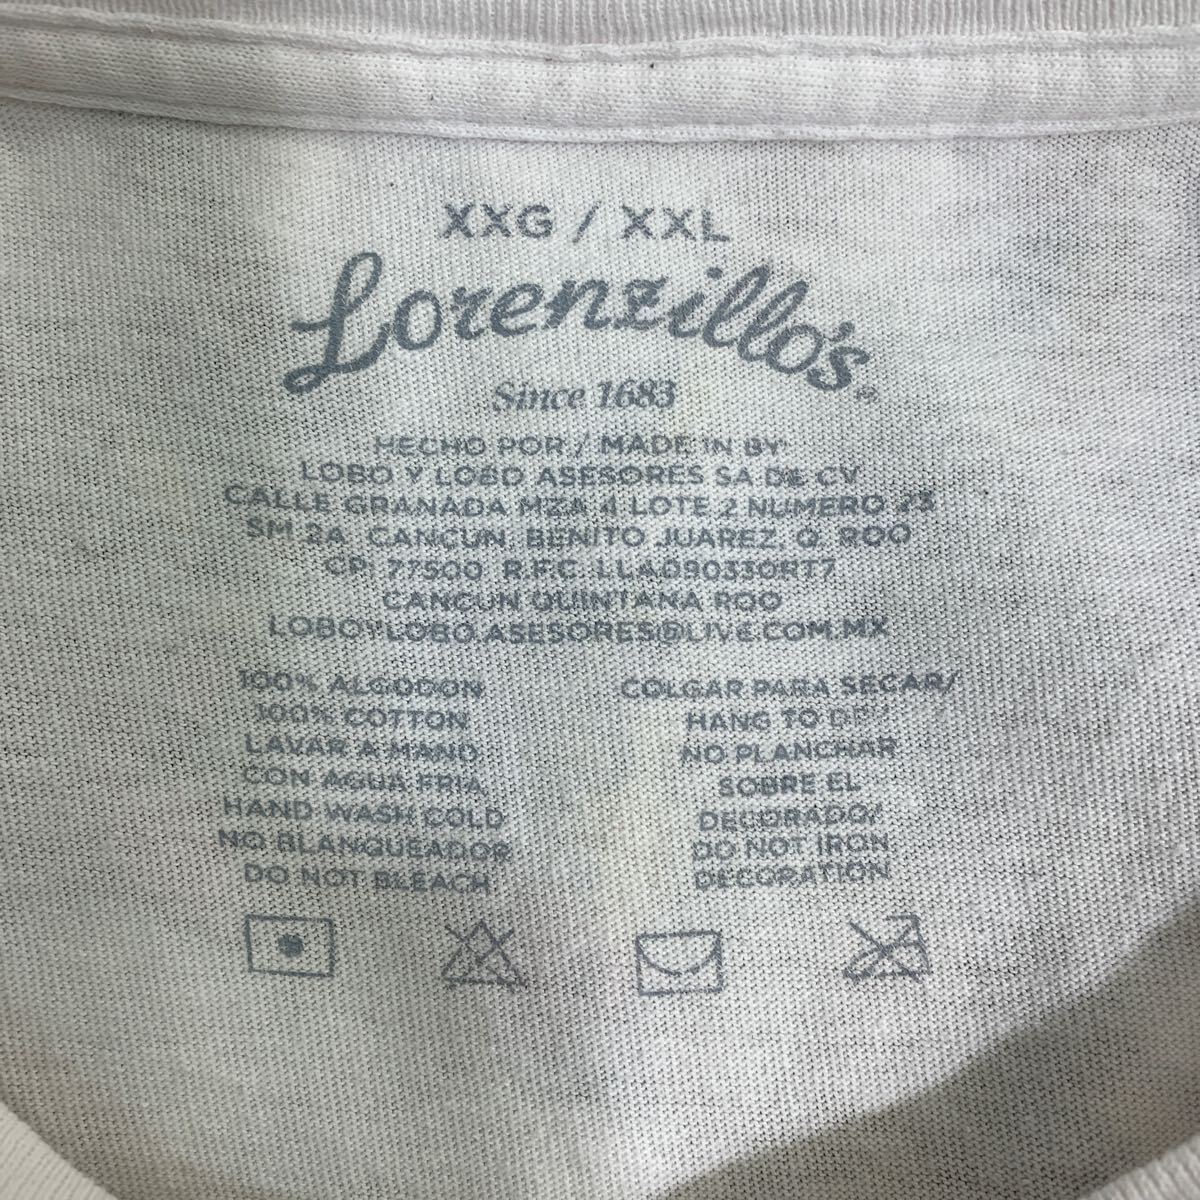 XXG / XXL
Lorenzillo's
Since 1683
HECHO POR / MADE IN BY
LOBO Y LOBO ASESORES SA DE CV
CALLE GRANADA MZA 4 LOTE 2 NUMERO 23
SM 2A CANCUN, BENITO JUAREZ, Q. ROO
CP. 77500 R.F.C. LLA090330RT7
CANCUN QUINTANA ROO
LOBOYLOBO.ASESORES@LIVE.COM.MX
100% ALGODON
100% COTTON
LAVAR A MANO
CON AGUA FRIA
HAND WASH COLD
NO BLANQUEADOR
DO NOT BLEACH
COLGAR PARA SECAR/
HANG TO DRY
NO PLANCHAR
SOBRE EL
DECORADO/
DO NOT IRON
DECORATION